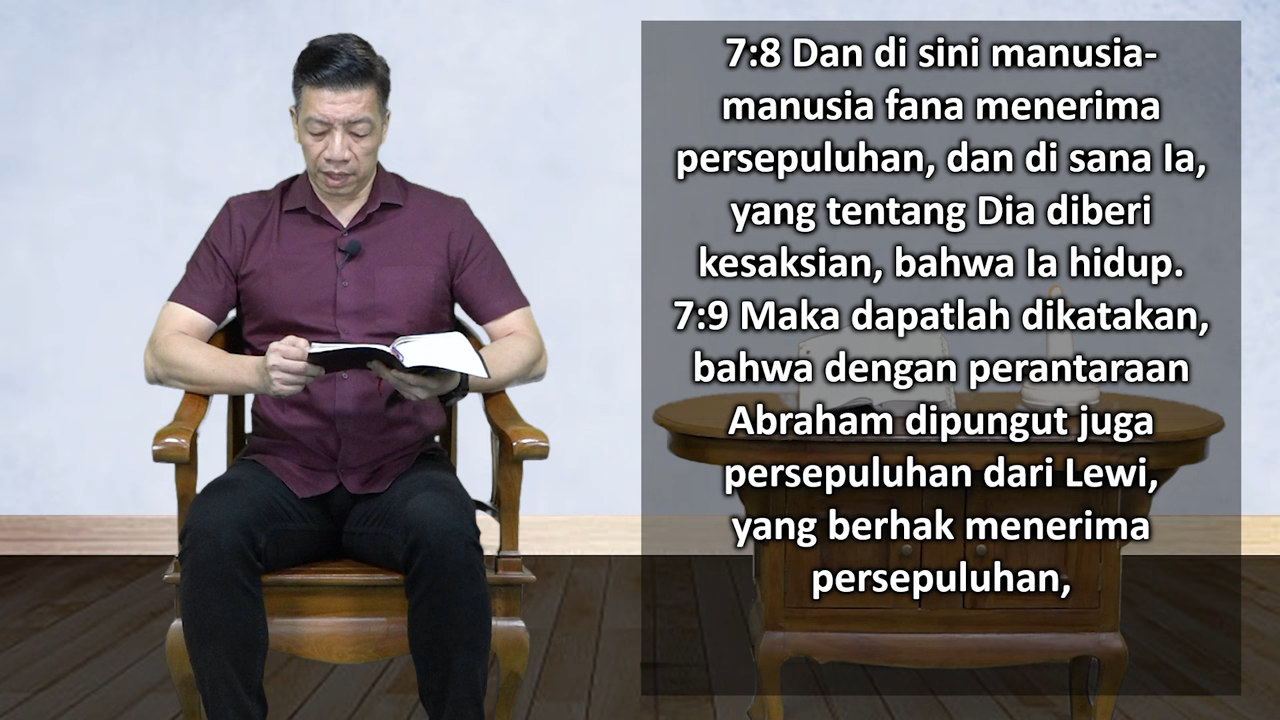 7:8 Dan di sini manusia-
manusia fana menerima
persepuluhan, dan di sana Ia,
yang tentang Dia diberi
kesaksian, bahwa Ia hidup.
7:9 Maka dapatlah dikatakan,
bahwa dengan perantaraan
Abraham dipungut juga
persepuluhan dari Lewi,
yang berhak menerima
persepuluhan,